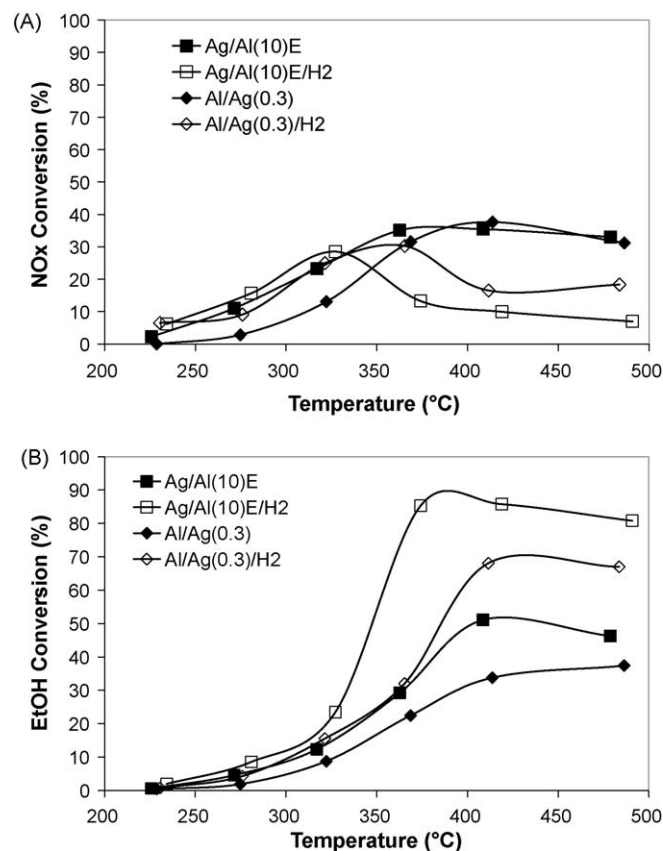 (A)
100
90
80
70
60
50
40
30
20
10
0
NOx Conversion (%)
Ag/Al(10)E
Ag/Al(10)E/H2
Al/Ag(0.3)
Al/Ag(0.3)/H2
200 250 300 350 400 450 500
Temperature (°C)
(B)
100
90
80
70
60
50
40
30
20
10
0
EtOH Conversion (%)
Ag/Al(10)E
Ag/Al(10)E/H2
Al/Ag(0.3)
Al/Ag(0.3)/H2
200 250 300 350 400 450 500
Temperature (°C)